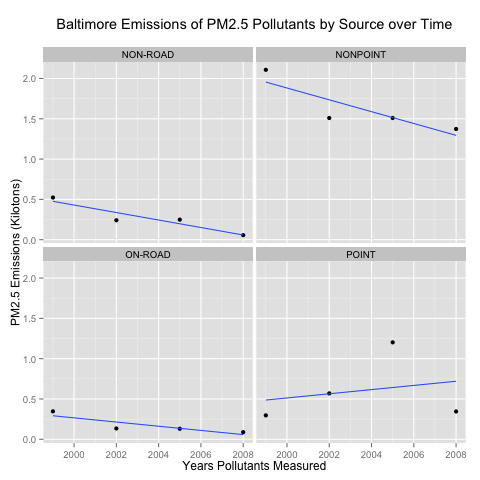 Baltimore Emissions of PM2.5 Pollutants by Source over Time
NON-ROAD
NONPOINT
2.0
1.5
1.0
0.5
0.0
ON-ROAD
POINT
2.0
1.5
1.0
0.5
0.0
PM2.5 Emissions (Kilotons)
2000 2002 2004 2006 2008
2000 2002 2004 2006 2008
Years Pollutants Measured